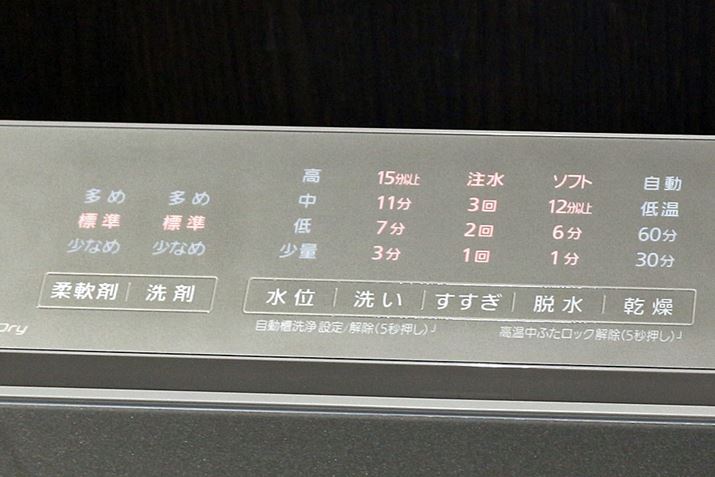 多め 多め 高 15分以上 注水 ソフト 自動
標準 標準 中 11分 3回 12分以上 低温
少なめ 少なめ 低 7分 2回 6分 60分
少量 3分 1回 1分 30分
柔軟剤 洗剤 水位 洗い すすぎ 脱水 乾燥
自動槽洗浄設定/解除(5秒押し) 高温中ふたロック解除(5秒押し)
Dry